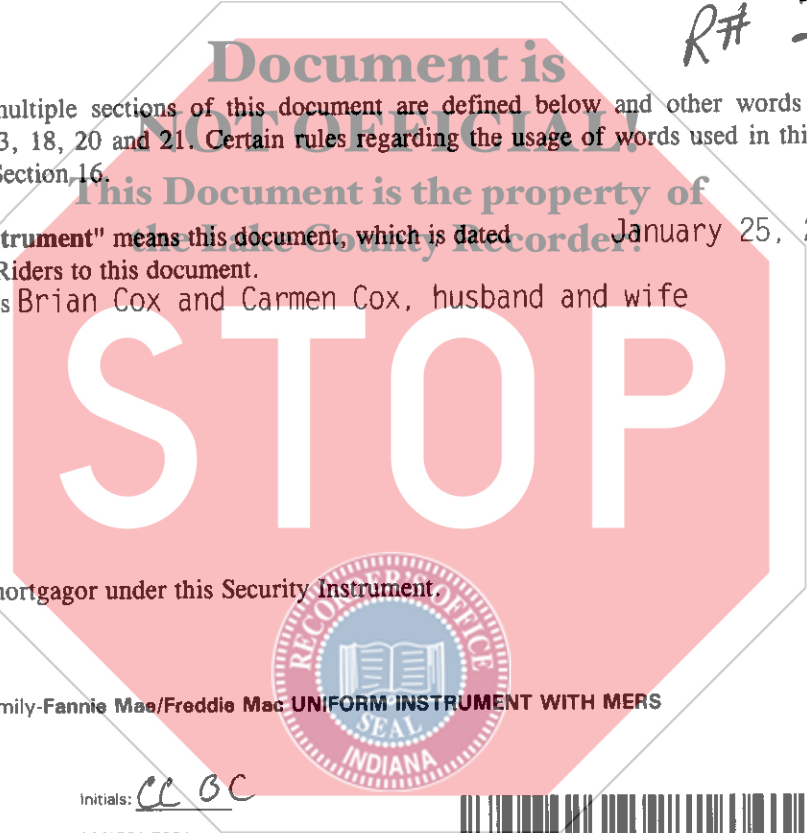 R#
Document is
multiple sections of this document are defined below and other words
3, 18, 20 and 21. Certain rules regarding the usage of words used in thi
NOT OFFICIAL!
Section 16.
This Document is the property of
trument" means this document, which is dated January 25,
the Lake County Recorder!
Riders to this document.
s Brian Cox and Carmen Cox, husband and wife
STOP
nortgagor under this Security Instrument.
RECORDER'S OFFICE
SEAL
INDIANA
mily-Fannie Mae/Freddie Mac UNIFORM INSTRUMENT WITH MERS
Initials: CC BC